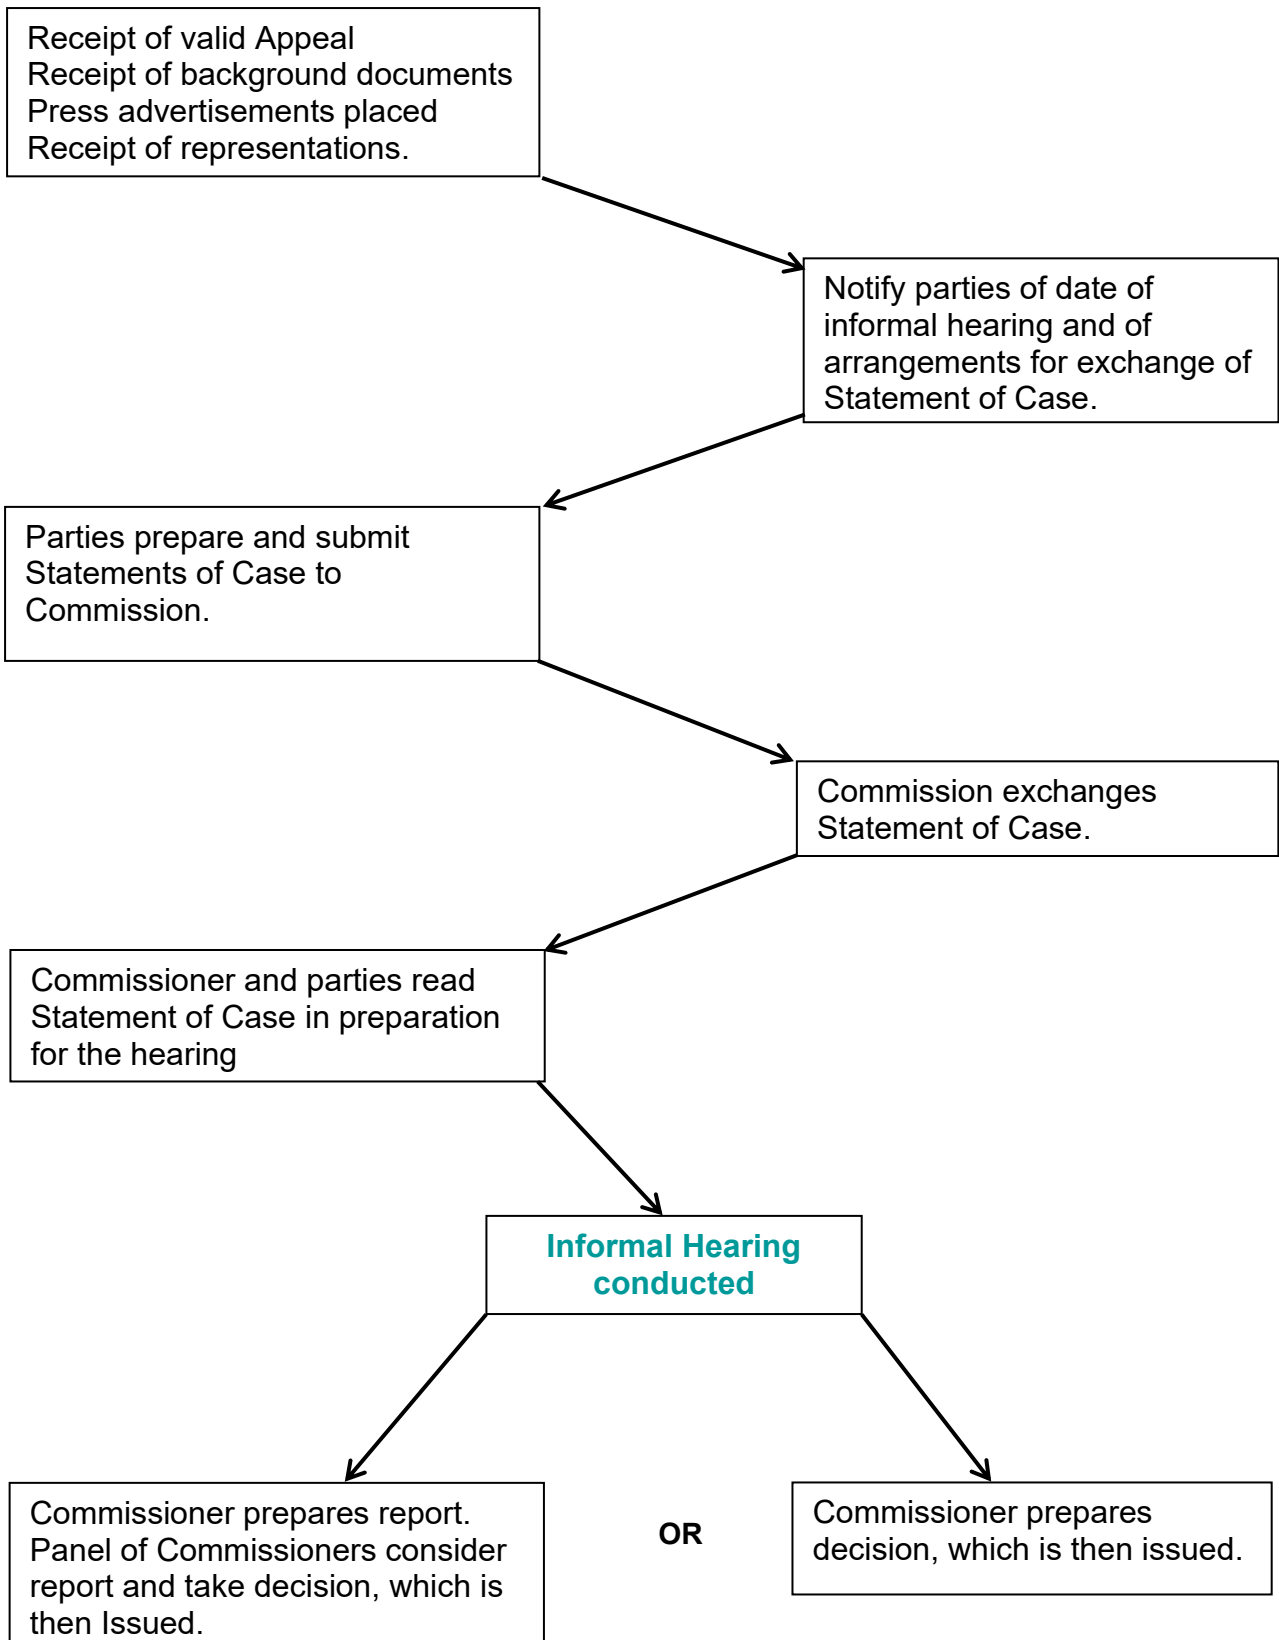 Receipt of valid Appeal
Receipt of background documents
Press advertisements placed
Receipt of representations.
Notify parties of date of
informal hearing and of
arrangements for exchange of
Statement of Case.
Parties prepare and submit
Statements of Case to
Commission.
Commission exchanges
Statement of Case.
Commissioner and parties read
Statement of Case in preparation
for the hearing
Informal Hearing
conducted
Commissioner prepares report.
Panel of Commissioners consider
report and take decision, which is
then Issued.
OR
Commissioner prepares
decision, which is then issued.